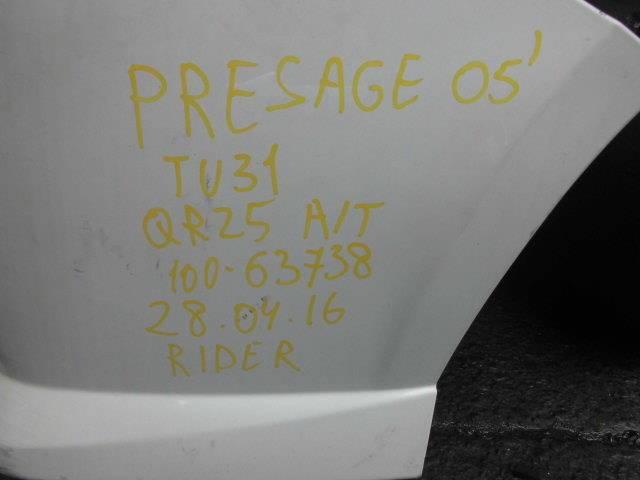 PRESAGE 05'
TU31
QR25 A/T
100-63738
28.04.16
RIDER